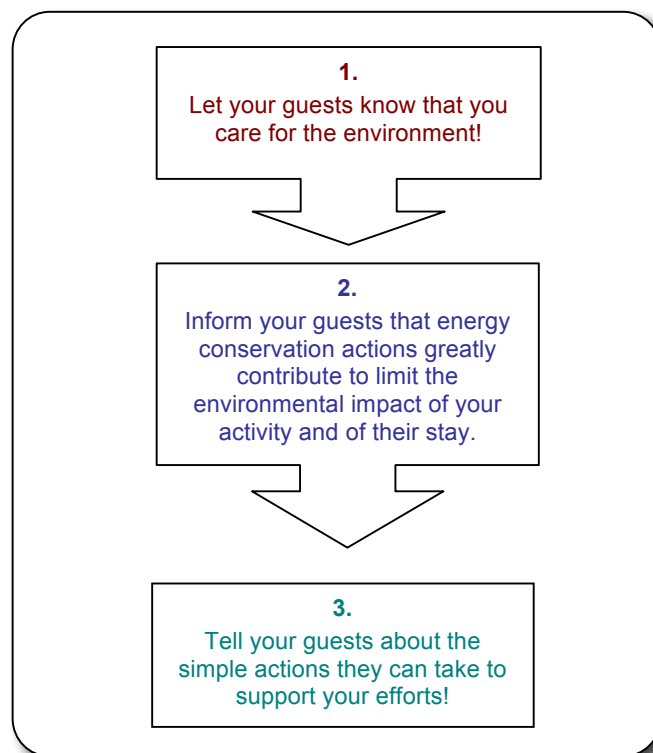 1.
Let your guests know that you
care for the environment!
2.
Inform your guests that energy
conservation actions greatly
contribute to limit the
environmental impact of your
activity and of their stay.
3.
Tell your guests about the
simple actions they can take to
support your efforts!